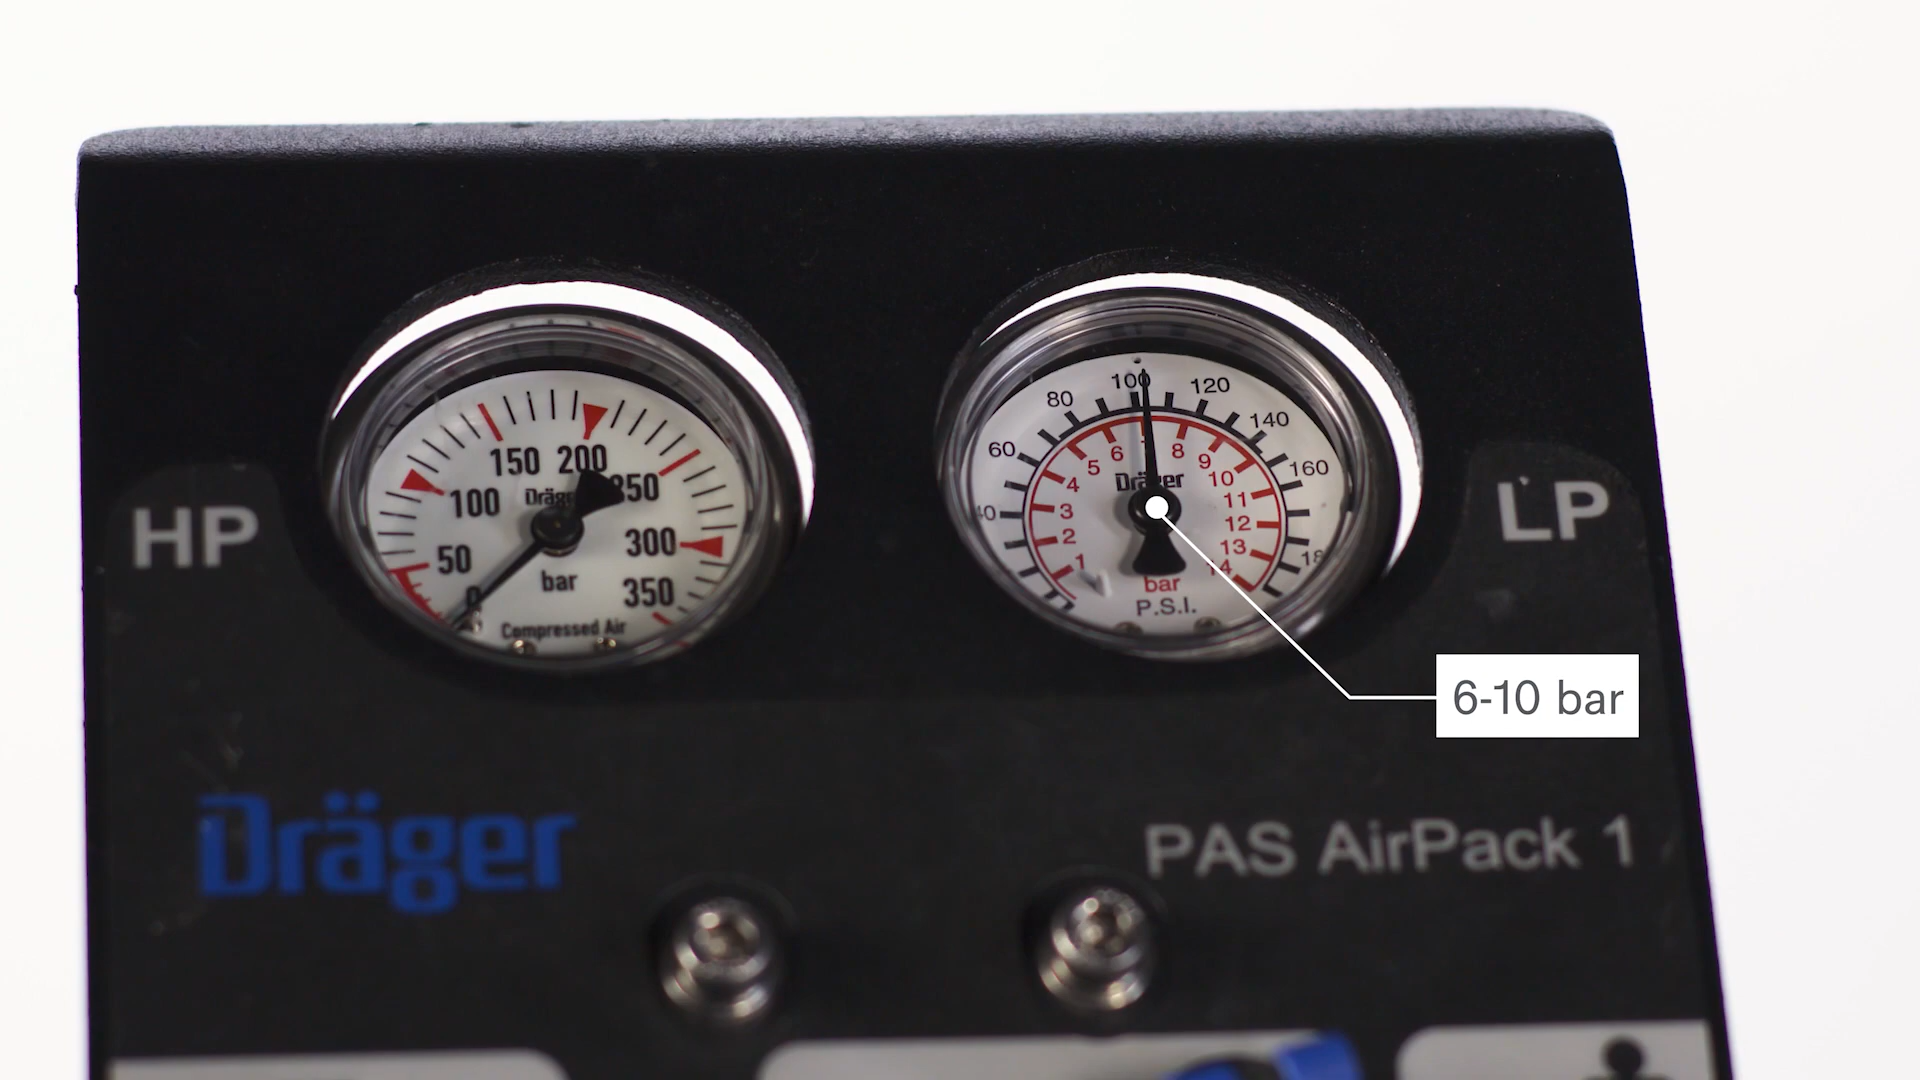 HP
150 200
100
250
50
300
0
bar
350
Compressed Air
Dräger
100
80
120
60
140
160
40
6
8
5
9
4
10
3
11
2
12
1
13
14
Dräger
bar
P.S.I.
LP
6-10 bar
Dräger
PAS AirPack 1